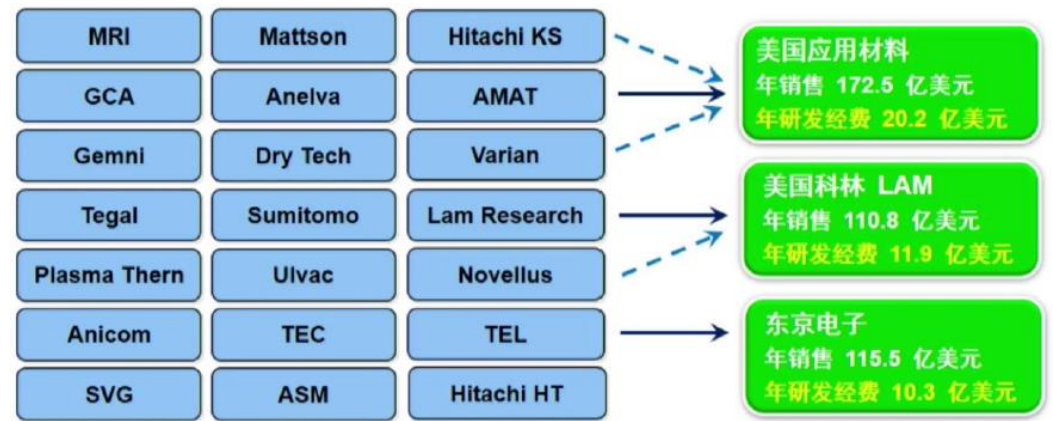 MRI
Mattson
Hitachi KS
GCA
Anelva
AMAT
Gemni
Dry Tech
Varian
Tegal
Sumitomo
Lam Research
Plasma Thern
Ulvac
Novellus
Anicom
TEC
TEL
SVG
ASM
Hitachi HT
美国应用材料
年销售 172.5 亿美元
年研发经费 20.2 亿美元
美国科林 LAM
年销售 110.8 亿美元
年研发经费 11.9 亿美元
东京电子
年销售 115.5 亿美元
年研发经费 10.3 亿美元